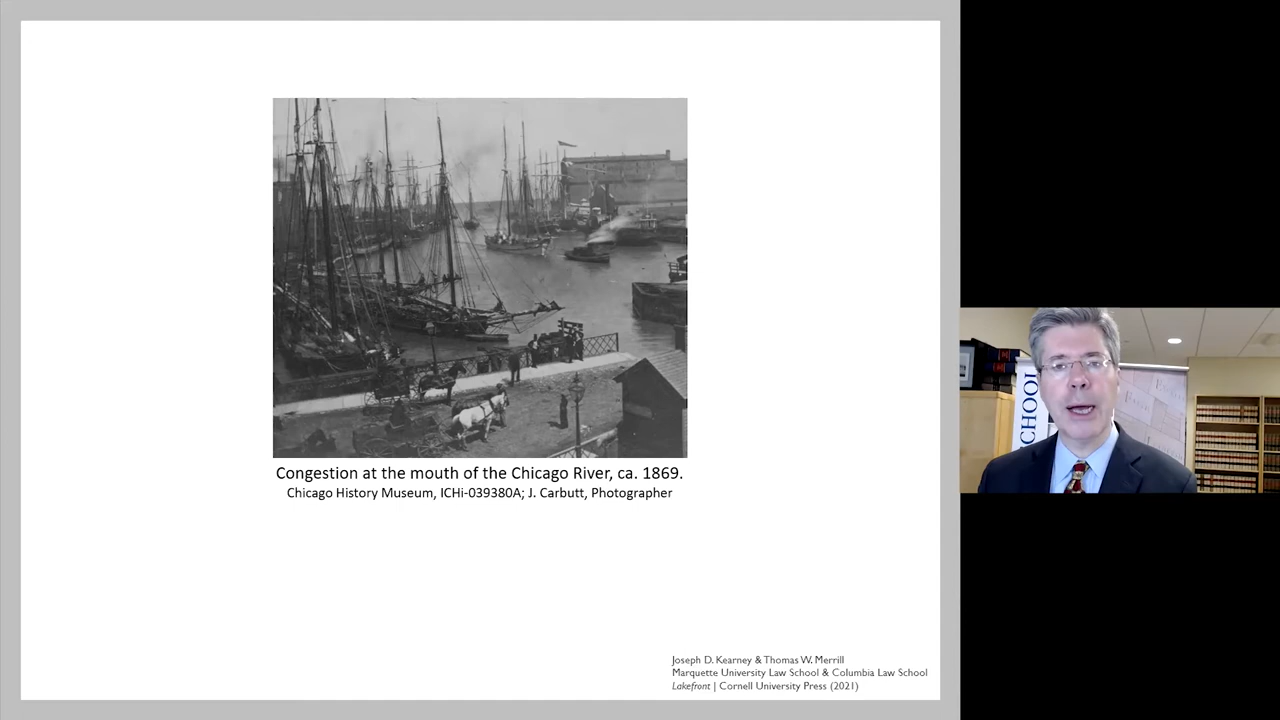 Congestion at the mouth of the Chicago River, ca. 1869.
Chicago History Museum, ICHi-039380A; J. Carbutt, Photographer
Joseph D. Kearney & Thomas W. Merrill
Marquette University Law School & Columbia Law School
Lakefront | Cornell University Press (2021)
CHOOL